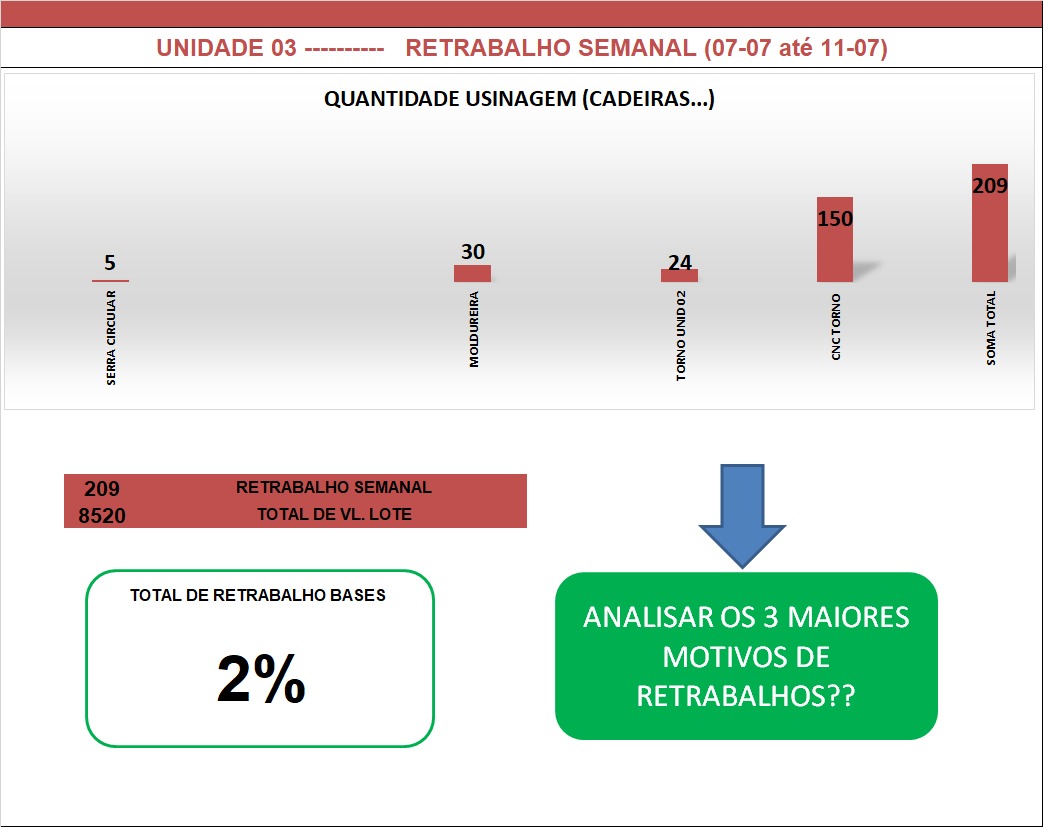 UNIDADE 03 ---------- RETRABALHO SEMANAL (07-07 até 11-07)
QUANTIDADE USINAGEM (CADEIRAS...)
5
30
24
150
209
SERRA CIRCULAR
MOLDUREIRA
TORNO UNID 02
CNC TORNO
SOMA TOTAL
209 RETRABALHO SEMANAL
8520 TOTAL DE VL. LOTE
TOTAL DE RETRABALHO BASES
2%
ANALISAR OS 3 MAIORES
MOTIVOS DE
RETRABALHOS??